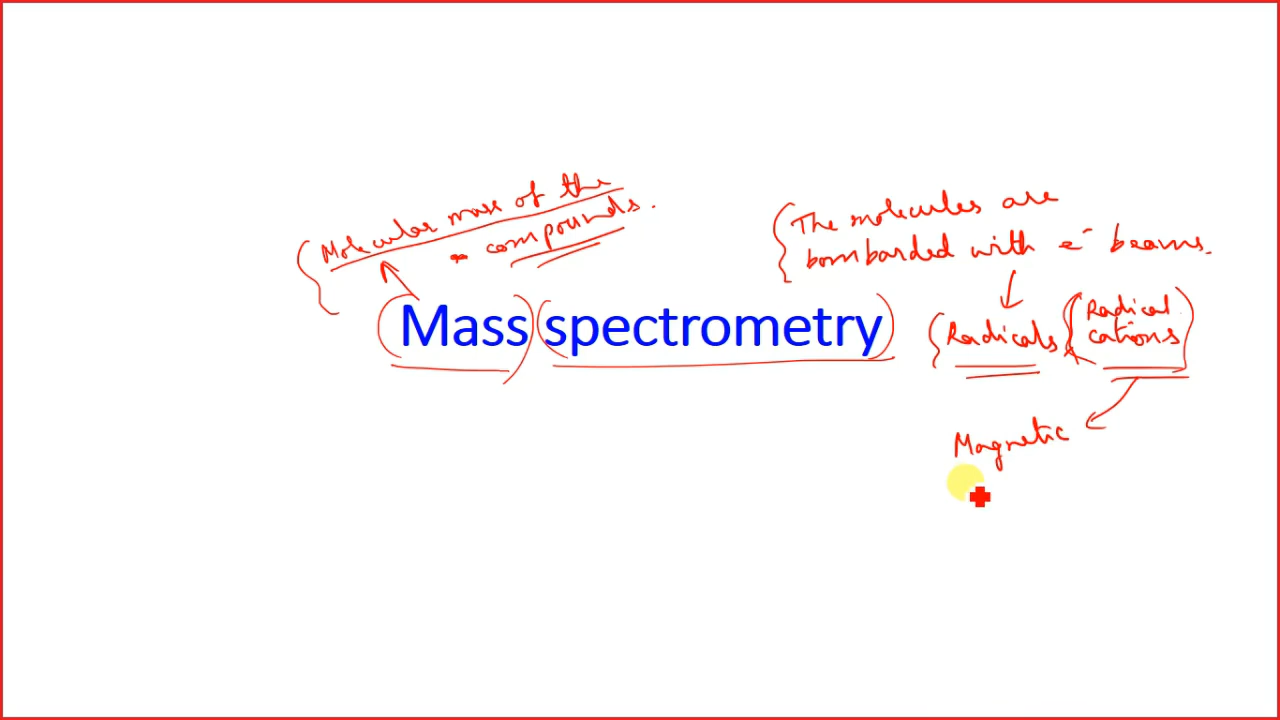 Molecular mass of the
compounds.
Mass spectrometry
The molecules are
bombarded with e⁻ beams.
Radicals
Radical
cations
Magnetic